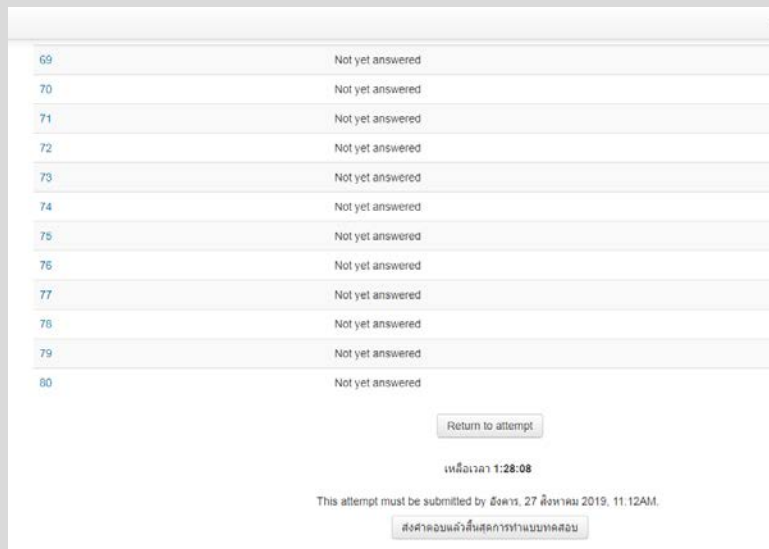 69 Not yet answered
70 Not yet answered
71 Not yet answered
72 Not yet answered
73 Not yet answered
74 Not yet answered
75 Not yet answered
76 Not yet answered
77 Not yet answered
78 Not yet answered
79 Not yet answered
80 Not yet answered
Return to attempt
เหลือเวลา 1:28:08
This attempt must be submitted by อังคาร, 27 สิงหาคม 2019, 11:12AM.
ส่งคำตอบแล้วสิ้นสุดการทำแบบทดสอบ